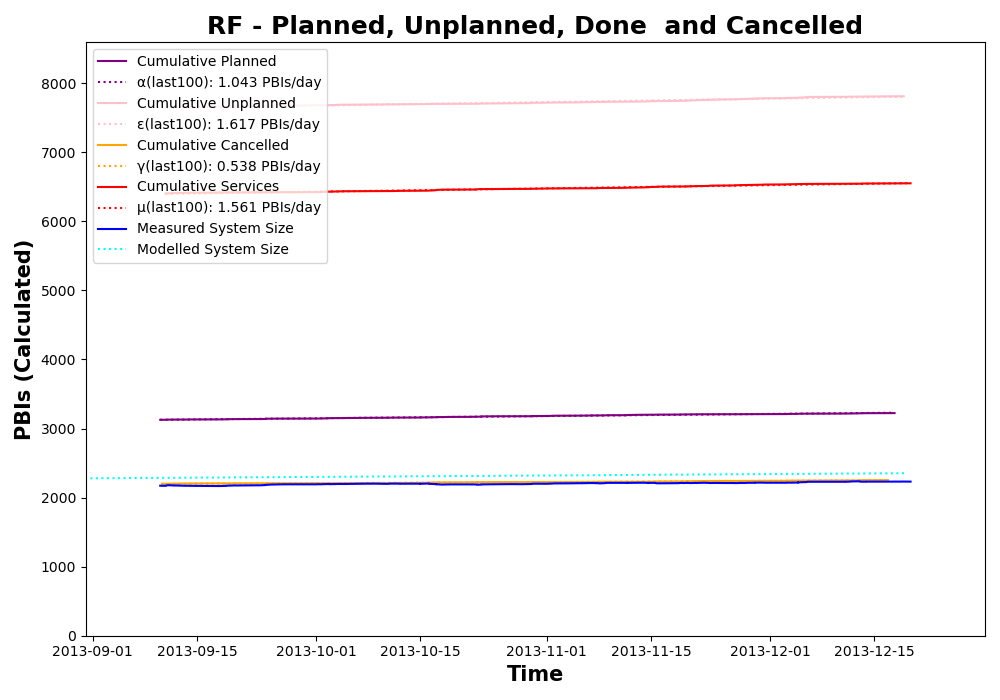 RF - Planned, Unplanned, Done  and Cancelled
Cumulative Planned
α(last100): 1.043 PBIs/day
Cumulative Unplanned
ε(last100): 1.617 PBIs/day
Cumulative Cancelled
γ(last100): 0.538 PBIs/day
Cumulative Services
μ(last100): 1.561 PBIs/day
Measured System Size
Modelled System Size
PBIs (Calculated)
8000
7000
6000
5000
4000
3000
2000
1000
0
2013-09-01 2013-09-15 2013-10-01 2013-10-15 2013-11-01 2013-11-15 2013-12-01 2013-12-15
Time